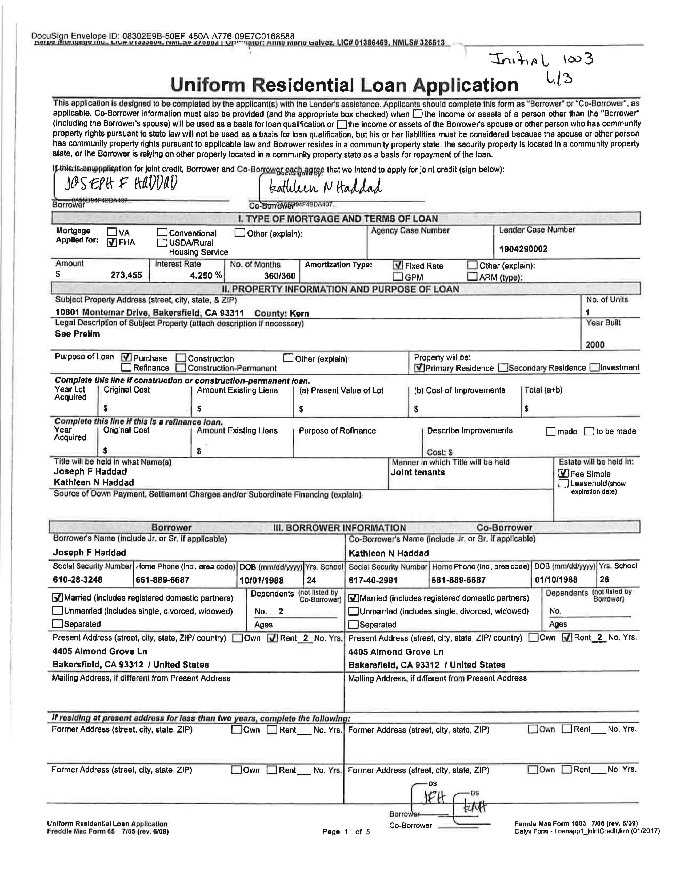 DocuSign Envelope ID: 08302E9B-50EF-450A-A776-09E7C0168588
Initial 1003
4/3
Uniform Residential Loan Application
This application is designed to be completed by the applicant(s) with the Lender's assistance. Applicants should complete this form as "Borrower" or "Co-Borrower", as
applicable. Co-Borrower information must also be provided (and the appropriate box checked) when the income or assets of a person other than the "Borrower"
(including the Borrower's spouse) will be used as a basis for loan qualification or the income or assets of the Borrower's spouse or other person who has community
property rights pursuant to state law will not be used as a basis for loan qualification, but his or her liabilities must be considered because the spouse or other person
has community property rights pursuant to applicable law and Borrower resides in a community property state, the security property is located in a community property
state, or the Borrower is relying on other property located in a community property state as a basis for repayment of the loan.
If this is an application for joint credit, Borrower and Co-Borrower each agree that we intend to apply for joint credit (sign below):
JOSEPH F HADDAD Kathleen N Haddad
Borrower Co-Borrower
I. TYPE OF MORTGAGE AND TERMS OF LOAN
Mortgage Applied for: VA FHA Conventional USDA/Rural Housing Service Other (explain): Agency Case Number Lender Case Number
1904290002
Amount Interest Rate No. of Months Amortization Type: Fixed Rate Other (explain):
$ 273,455 4.250 % 360/360 GPM ARM (type):
II. PROPERTY INFORMATION AND PURPOSE OF LOAN
Subject Property Address (street, city, state, & ZIP) No. of Units
10801 Montemar Drive, Bakersfield, CA 93311 County: Kern 1
Legal Description of Subject Property (attach description if necessary) Year Built
See Prelim
2000
Purpose of Loan Purchase Construction Other (explain): Property will be:
Refinance Construction-Permanent Primary Residence Secondary Residence Investment
Complete this line if construction or construction-permanent loan.
Year Lot Acquired Original Cost Amount Existing Liens (a) Present Value of Lot (b) Cost of Improvements Total (a+b)
$ $ $ $ $
Complete this line if this is a refinance loan.
Year Acquired Original Cost Amount Existing Liens Purpose of Refinance Describe Improvements made to be made
$ $ Cost: $
Title will be held in what Name(s) Manner in which Title will be held Estate will be held in:
Joseph F Haddad Joint tenants Fee Simple
Kathleen N Haddad Leasehold (show expiration date)
Source of Down Payment, Settlement Charges and/or Subordinate Financing (explain)
Borrower III. BORROWER INFORMATION Co-Borrower
Borrower's Name (include Jr. or Sr. if applicable) Co-Borrower's Name (include Jr. or Sr. if applicable)
Joseph F Haddad Kathleen N Haddad
Social Security Number Home Phone (incl. area code) DOB (mm/dd/yyyy) Yrs. School Social Security Number Home Phone (incl. area code) DOB (mm/dd/yyyy) Yrs. School
610-28-3248 661-889-6687 10/01/1988 24 617-40-2991 661-889-6687 01/10/1988 26
Married (includes registered domestic partners) Dependents (not listed by Co-Borrower) Married (includes registered domestic partners) Dependents (not listed by Borrower)
Unmarried (includes single, divorced, widowed) No. 2 Unmarried (includes single, divorced, widowed) No.
Separated Ages Separated Ages
Present Address (street, city, state, ZIP/ country) Own Rent 2 No. Yrs. Present Address (street, city, state, ZIP/ country) Own Rent 2 No. Yrs.
4405 Almond Grove Ln 4405 Almond Grove Ln
Bakersfield, CA 93312 / United States Bakersfield, CA 93312 / United States
Mailing Address, if different from Present Address Mailing Address, if different from Present Address
If residing at present address for less than two years, complete the following:
Former Address (street, city, state, ZIP) Own Rent No. Yrs. Former Address (street, city, state, ZIP) Own Rent No. Yrs.
Former Address (street, city, state, ZIP) Own Rent No. Yrs. Former Address (street, city, state, ZIP) Own Rent No. Yrs.
DS DS
JFH KNH
Borrower
Co-Borrower
Uniform Residential Loan Application Fannie Mae Form 1003 7/05 (rev. 6/09)
Freddie Mac Form 65 7/05 (rev. 6/09) Page 1 of 5 Calyx Form - Loanapp1_jointCredit.frm (01/2017)